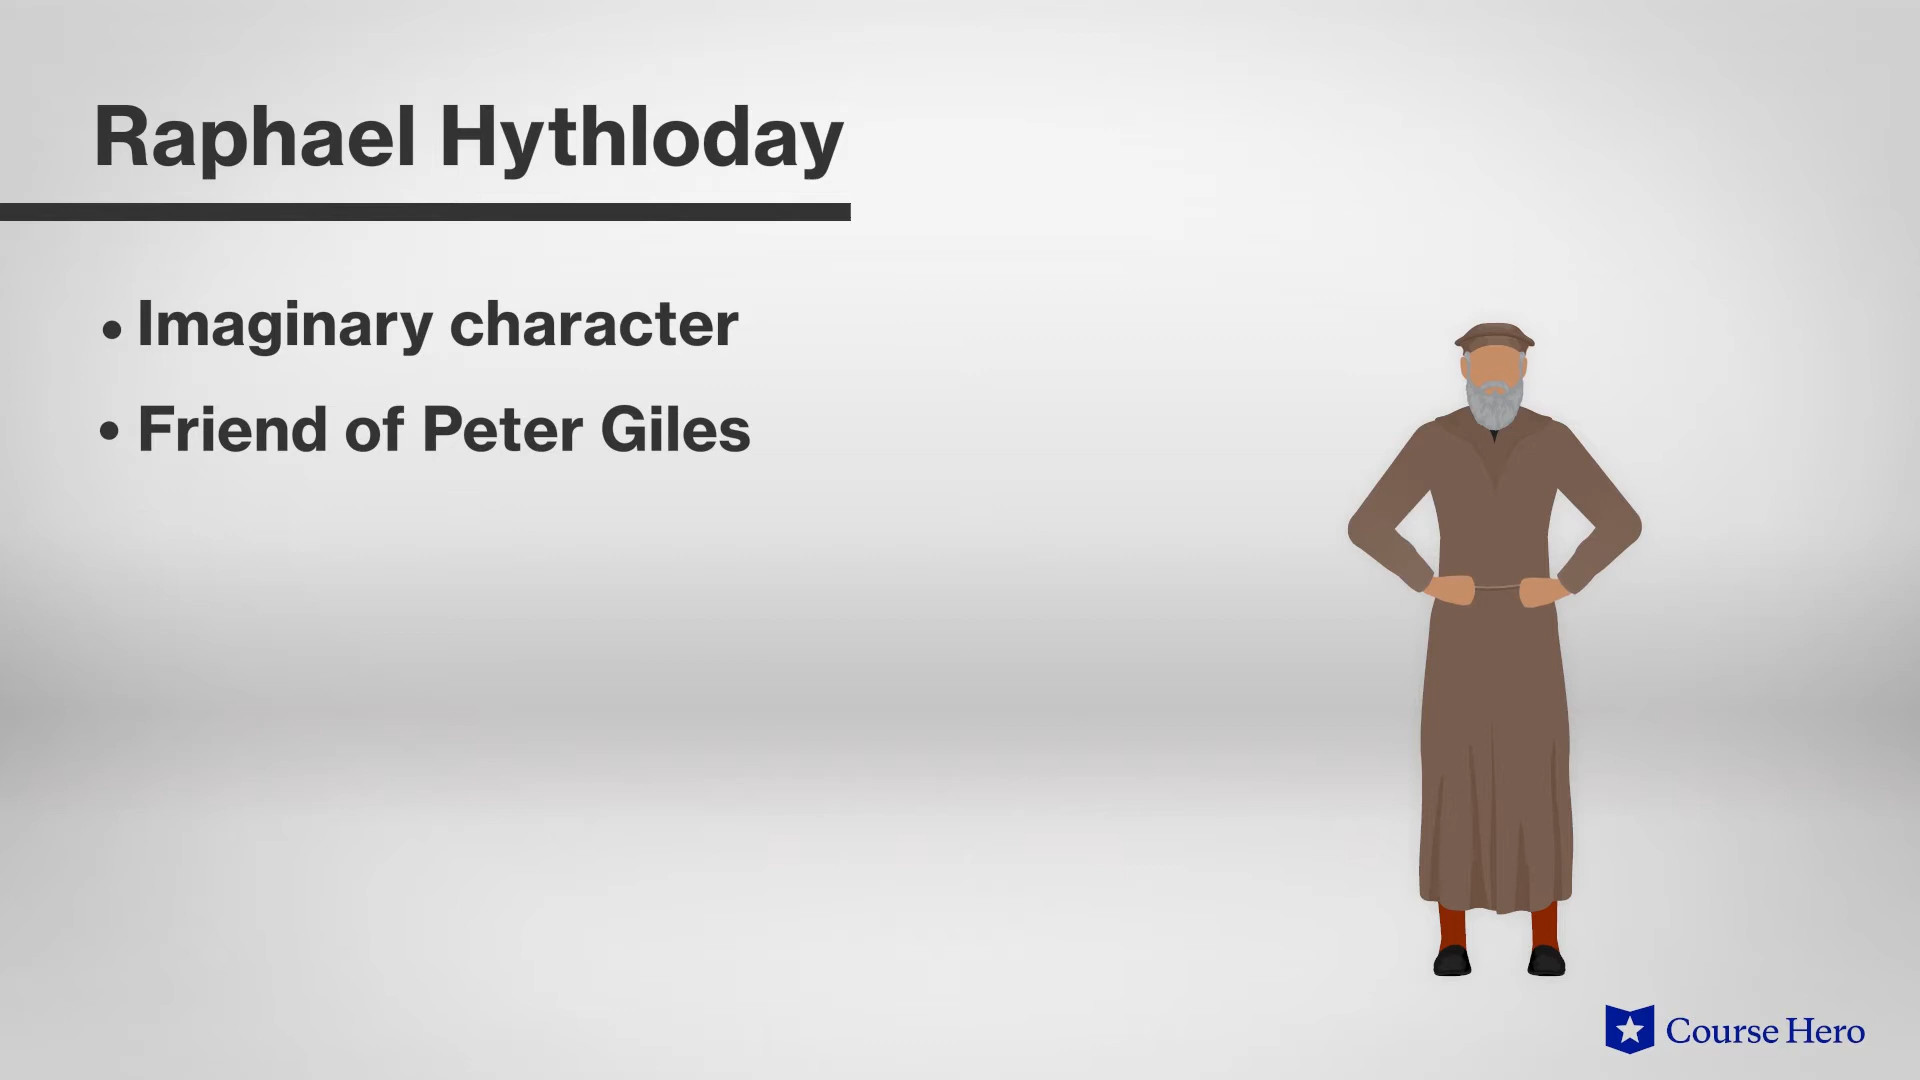 Raphael Hythloday
• Imaginary character
• Friend of Peter Giles
Course Hero